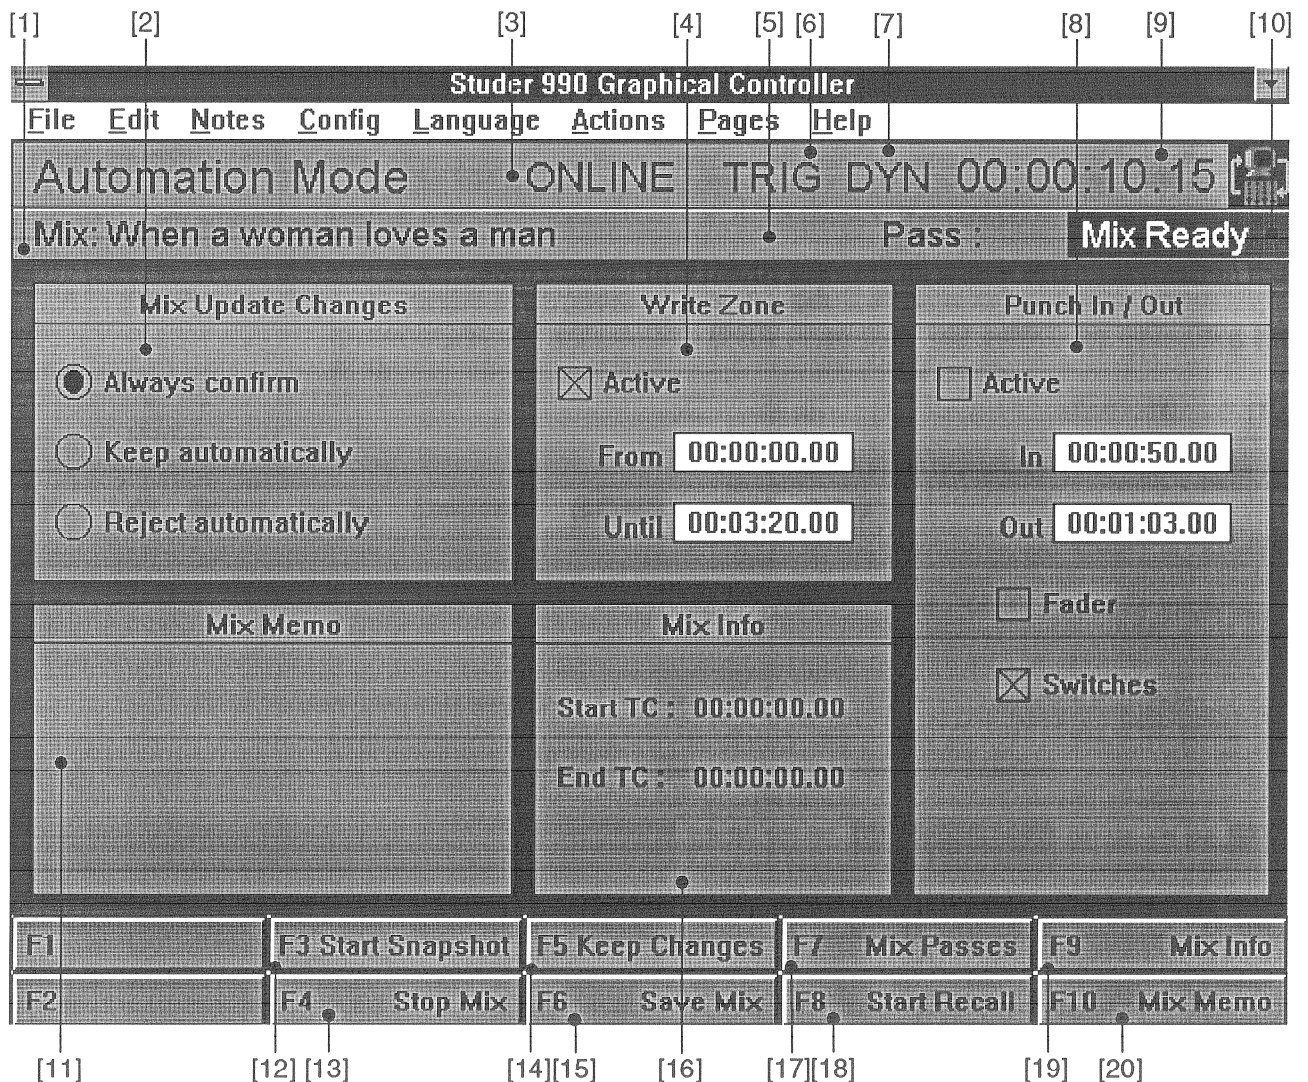 [1] [2] [3] [4] [5] [6] [7] [8] [9] [10]
Studer 990 Graphical Controller
File Edit Notes Config Language Actions Pages Help
Automation Mode ONLINE TRIG DYN 00:00:10.15
Mix: When a woman loves a man Pass : Mix Ready
Mix Update Changes
Always confirm
Keep automatically
Reject automatically
Write Zone
Active
From 00:00:00.00
Until 00:03:20.00
Punch In / Out
Active
In 00:00:50.00
Out 00:01:03.00
Fader
Switches
Mix Memo
Mix Info
Start TC : 00:00:00.00
End TC : 00:00:00.00
F1 F3 Start Snapshot F5 Keep Changes F7 Mix Passes F9 Mix Info
F2 F4 Stop Mix F6 Save Mix F8 Start Recall F10 Mix Memo
[11] [12] [13] [14] [15] [16] [17] [18] [19] [20]